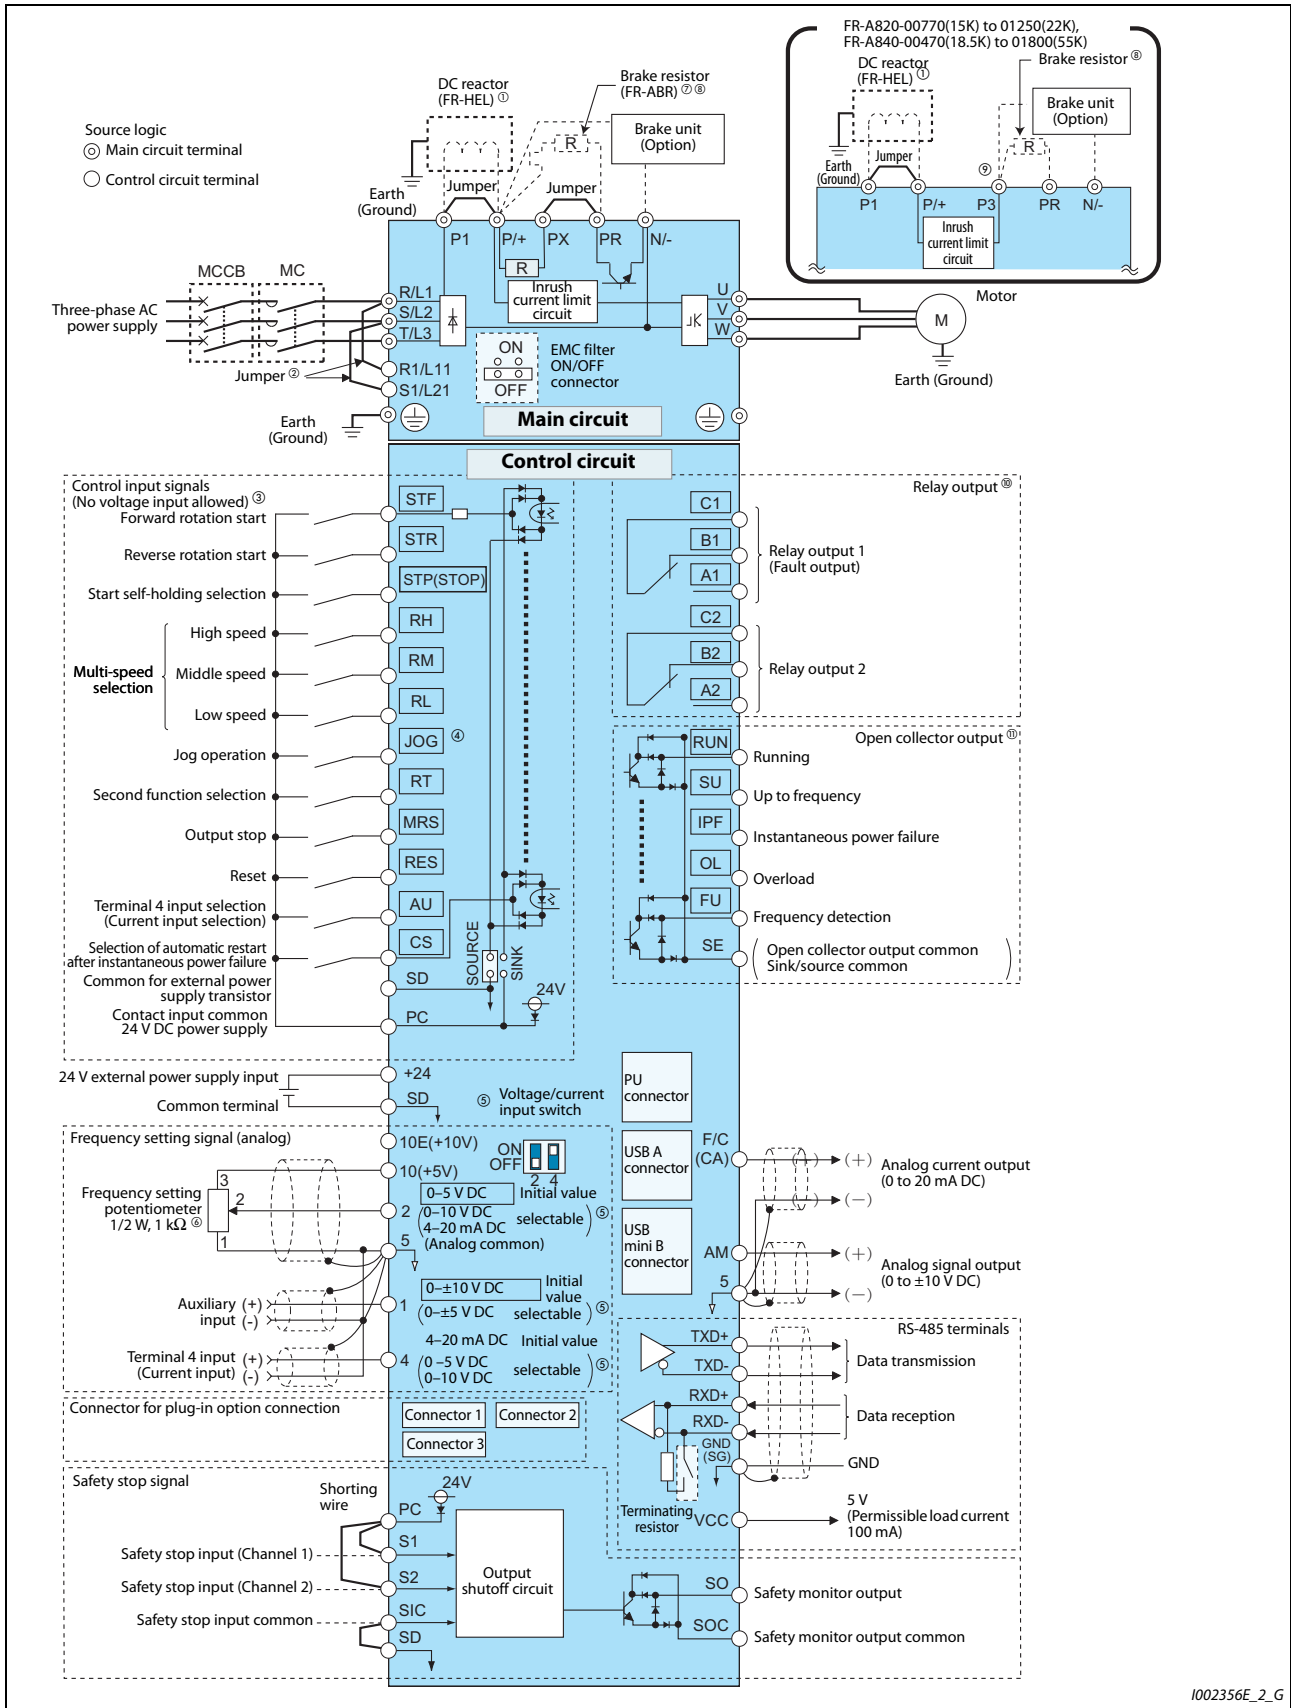 FR-A820-00770(15K) to 01250(22K),
FR-A840-00470(18.5K) to 01800(55K)
DC reactor
(FR-HEL) ①
Brake resistor ⑧
Brake unit
(Option)
R
Earth
(Ground)
Jumper
⑨
P1
P/+
P3
PR
N/-
Inrush
current limit
circuit
Source logic
Main circuit terminal
Control circuit terminal
DC reactor
(FR-HEL) ①
Brake resistor
(FR-ABR) ⑦ ⑧
Brake unit
(Option)
R
Earth
(Ground)
Jumper
Jumper
P1
P/+
PX
PR
N/-
R
Inrush
current limit
circuit
MCCB
MC
Three-phase AC
power supply
R/L1
S/L2
T/L3
R1/L11
S1/L21
Jumper ②
Earth
(Ground)
ON
OFF
EMC filter
ON/OFF
connector
U
V
W
Motor
M
Earth (Ground)
Main circuit
Control circuit
Control input signals
(No voltage input allowed) ③
Forward rotation start
STF
Reverse rotation start
STR
Start self-holding selection
STP(STOP)
Multi-speed
selection
High speed
RH
Middle speed
RM
Low speed
RL
Jog operation
JOG ④
Second function selection
RT
Output stop
MRS
Reset
RES
Terminal 4 input selection
(Current input selection)
AU
Selection of automatic restart
after instantaneous power failure
CS
Common for external power
supply transistor
SD
Contact input common
24 V DC power supply
PC
SOURCE
SINK
24V
Relay output ⑩
C1
B1
A1
Relay output 1
(Fault output)
C2
B2
A2
Relay output 2
Open collector output ⑪
RUN
Running
SU
Up to frequency
IPF
Instantaneous power failure
OL
Overload
FU
Frequency detection
SE
Open collector output common
Sink/source common
24 V external power supply input
+24
Common terminal
SD
⑤ Voltage/current
input switch
PU
connector
USB A
connector
USB
mini B
connector
Frequency setting signal (analog)
10E(+10V)
ON
OFF
2 4
10(+5V)
Frequency setting
potentiometer
1/2 W, 1 kΩ ⑥
3
2
1
2
0–5 V DC
Initial value
(0–10 V DC
4–20 mA DC
selectable) ⑤
5
(Analog common)
Auxiliary
input
(+)
(-)
1
0–±10 V DC
Initial
value
(0–±5 V DC
selectable) ⑤
Terminal 4 input
(Current input)
(+)
(-)
4
4–20 mA DC
Initial value
(0 –5 V DC
0–10 V DC
selectable) ⑤
F/C
(CA)
(+)
(+)
(−)
(−)
Analog current output
(0 to 20 mA DC)
AM
(+)
Analog signal output
(0 to ±10 V DC)
5
(−)
Connector for plug-in option connection
Connector 1
Connector 2
Connector 3
RS-485 terminals
TXD+
TXD-
Data transmission
RXD+
RXD-
Data reception
GND
(SG)
GND
Terminating
resistor
VCC
5 V
(Permissible load current
100 mA)
Safety stop signal
Shorting
wire
24V
PC
Safety stop input (Channel 1)
S1
Safety stop input (Channel 2)
S2
Safety stop input common
SIC
SD
Output
shutoff circuit
SO
Safety monitor output
SOC
Safety monitor output common
I002356E_2_G